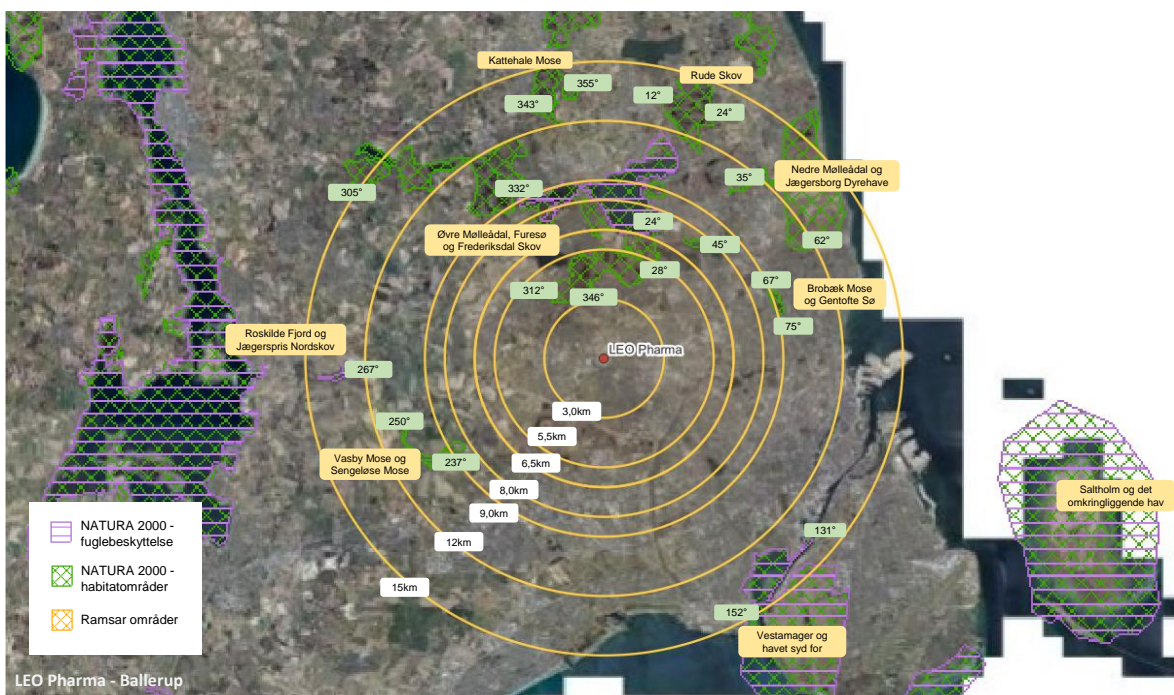 Kattehale Mose
Rude Skov
355°
12°
343°
24°
Nedre Mølleådal og
Jægersborg Dyrehave
35°
305°
332°
24°
Øvre Mølleådal, Furesø
og Frederiksdal Skov
45°
62°
28°
67°
312°
346°
Brobæk Mose
og Gentofte Sø
75°
Roskilde Fjord og
Jægerspris Nordskov
LEO Pharma
267°
3,0km
250°
5,5km
Vasby Mose og
Sengeløse Mose
237°
6,5km
8,0km
9,0km
Saltholm og det
omkringliggende hav
NATURA 2000 -
fuglebeskyttelse
131°
12km
NATURA 2000 -
habitatområder
15km
152°
Ramsar områder
Vestamager og
havet syd for
LEO Pharma - Ballerup